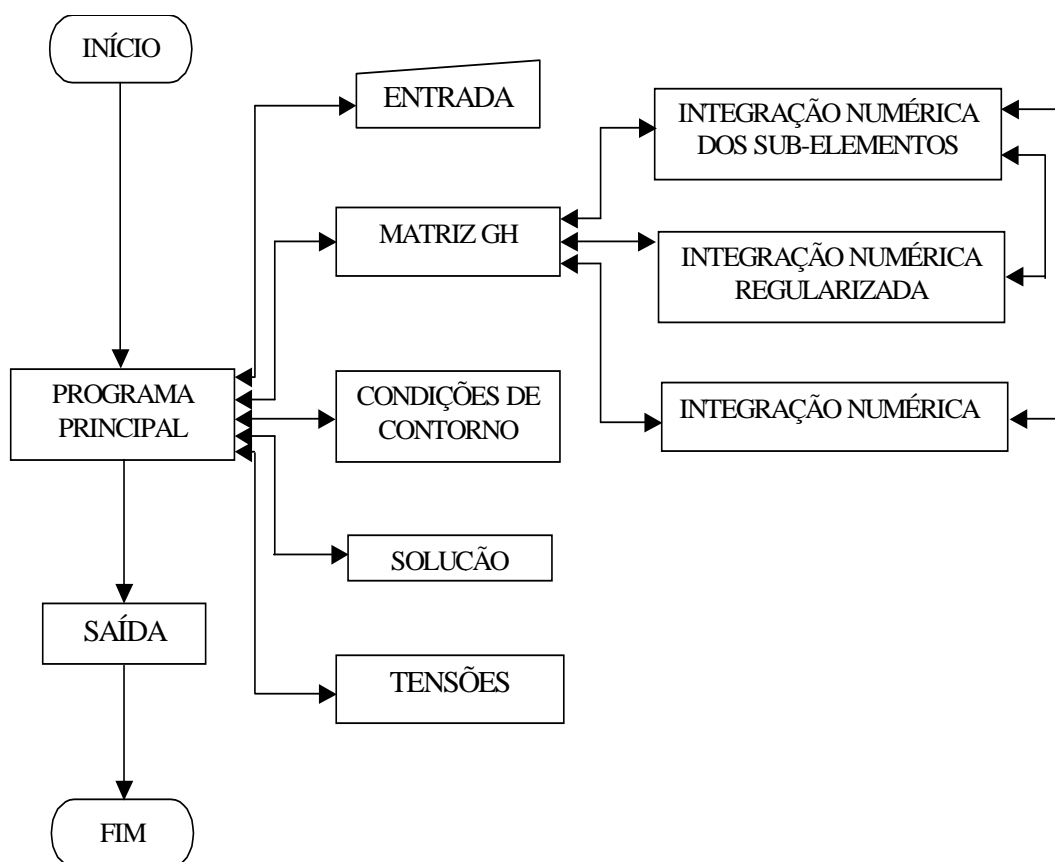 INÍCIO
ENTRADA
INTEGRAÇÃO NUMÉRICA
DOS SUB-ELEMENTOS
MATRIZ GH
INTEGRAÇÃO NUMÉRICA
REGULARIZADA
PROGRAMA
PRINCIPAL
CONDIÇÕES DE
CONTORNO
INTEGRAÇÃO NUMÉRICA
SOLUCÃO
SAÍDA
TENSÕES
FIM